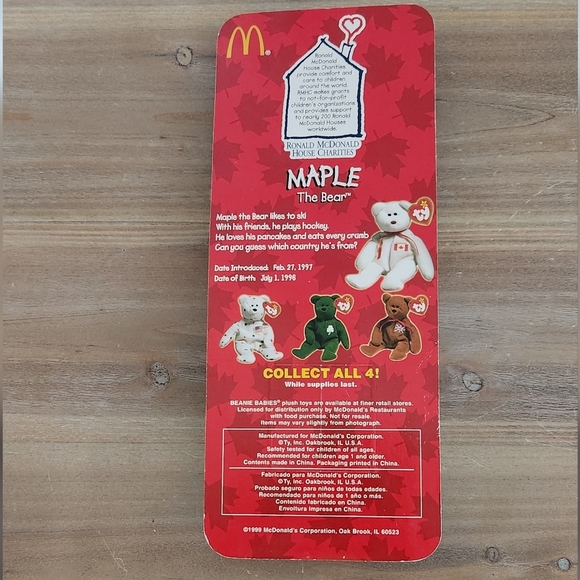 Ronald
McDonald
House Charities
provide comfort and
care to children
around the world.
RMHC makes grants
to not-for-profit
children's organizations
and provides support
to nearly 200 Ronald
McDonald Houses
worldwide.
RONALD MCDONALD
HOUSE CHARITIES
MAPLE
The Bear™
Maple the Bear likes to ski
With his friends, he plays hockey.
He loves his pancakes and eats every crumb
Can you guess which country he's from?
Date Introduced: Feb. 27, 1997
Date of Birth: July 1, 1996
COLLECT ALL 4!
While supplies last.
BEANIE BABIES® plush toys are available at finer retail stores.
Licensed for distribution only by McDonald's Restaurants
with food purchase. Not for resale.
Items may vary slightly from photograph.
Manufactured for McDonald's Corporation.
©Ty, Inc. Oakbrook, IL U.S.A.
Safety tested for children of all ages.
Recommended for children age 1 and older.
Contents made in China. Packaging printed in China.
Fabricado para McDonald's Corporation.
©Ty, Inc. Oakbrook, IL U.S.A.
Probado seguro para niños de todas edades.
Recomendado para niños de 1 año o más.
Contenido fabricado en China.
Envoltura impresa en China.
©1999 McDonald's Corporation, Oak Brook, IL 60523